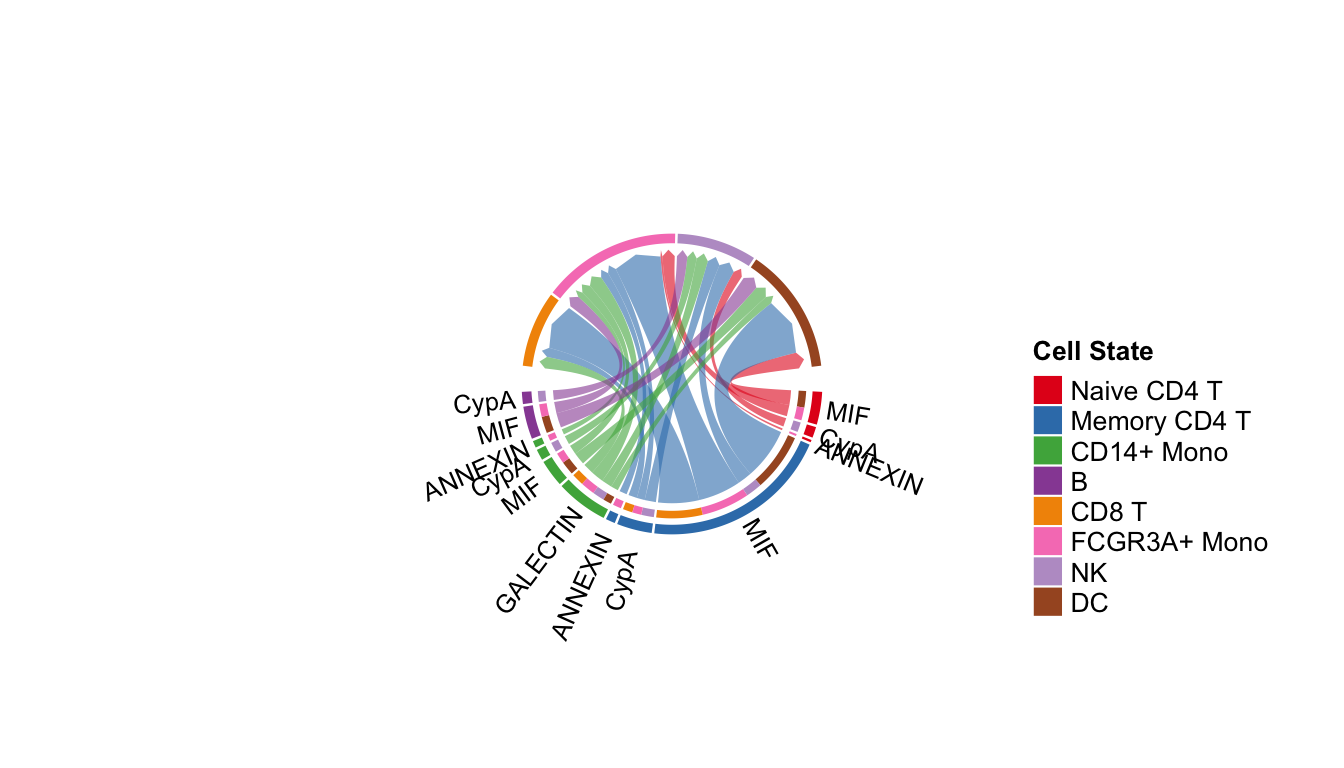 CypA
MIF
ANNEXIN
CypA
MIF
GALECTIN
ANNEXIN
CypA
MIF
MIF
CypA
ANNEXIN
Cell State
Naive CD4 T
Memory CD4 T
CD14+ Mono
B
CD8 T
FCGR3A+ Mono
NK
DC